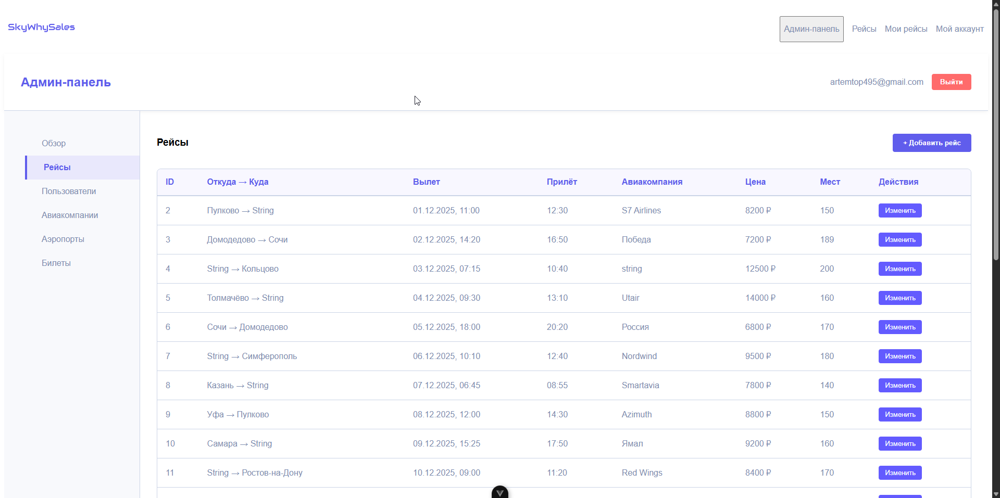 SkyWhySales
Админ-панель Рейсы Мои рейсы Мой аккаунт
Админ-панель
artemtop495@gmail.com Выйти
Обзор
Рейсы
Пользователи
Авиакомпании
Аэропорты
Билеты
Рейсы
+ Добавить рейс
ID Откуда → Куда Вылет Прилёт Авиакомпания Цена Мест Действия
2 Пулково → String 01.12.2025, 11:00 12:30 S7 Airlines 8200 ₽ 150 Изменить
3 Домодедово → Сочи 02.12.2025, 14:20 16:50 Победа 7200 ₽ 189 Изменить
4 String → Кольцово 03.12.2025, 07:15 10:40 string 12500 ₽ 200 Изменить
5 Толмачёво → String 04.12.2025, 09:30 13:10 Utair 14000 ₽ 160 Изменить
6 Сочи → Домодедово 05.12.2025, 18:00 20:20 Россия 6800 ₽ 170 Изменить
7 String → Симферополь 06.12.2025, 10:10 12:40 Nordwind 9500 ₽ 180 Изменить
8 Казань → String 07.12.2025, 06:45 08:55 Smartavia 7800 ₽ 140 Изменить
9 Уфа → Пулково 08.12.2025, 12:00 14:30 Azimuth 8800 ₽ 150 Изменить
10 Самара → String 09.12.2025, 15:25 17:50 Ямал 9200 ₽ 160 Изменить
11 String → Ростов-на-Дону 10.12.2025, 09:00 11:20 Red Wings 8400 ₽ 170 Изменить